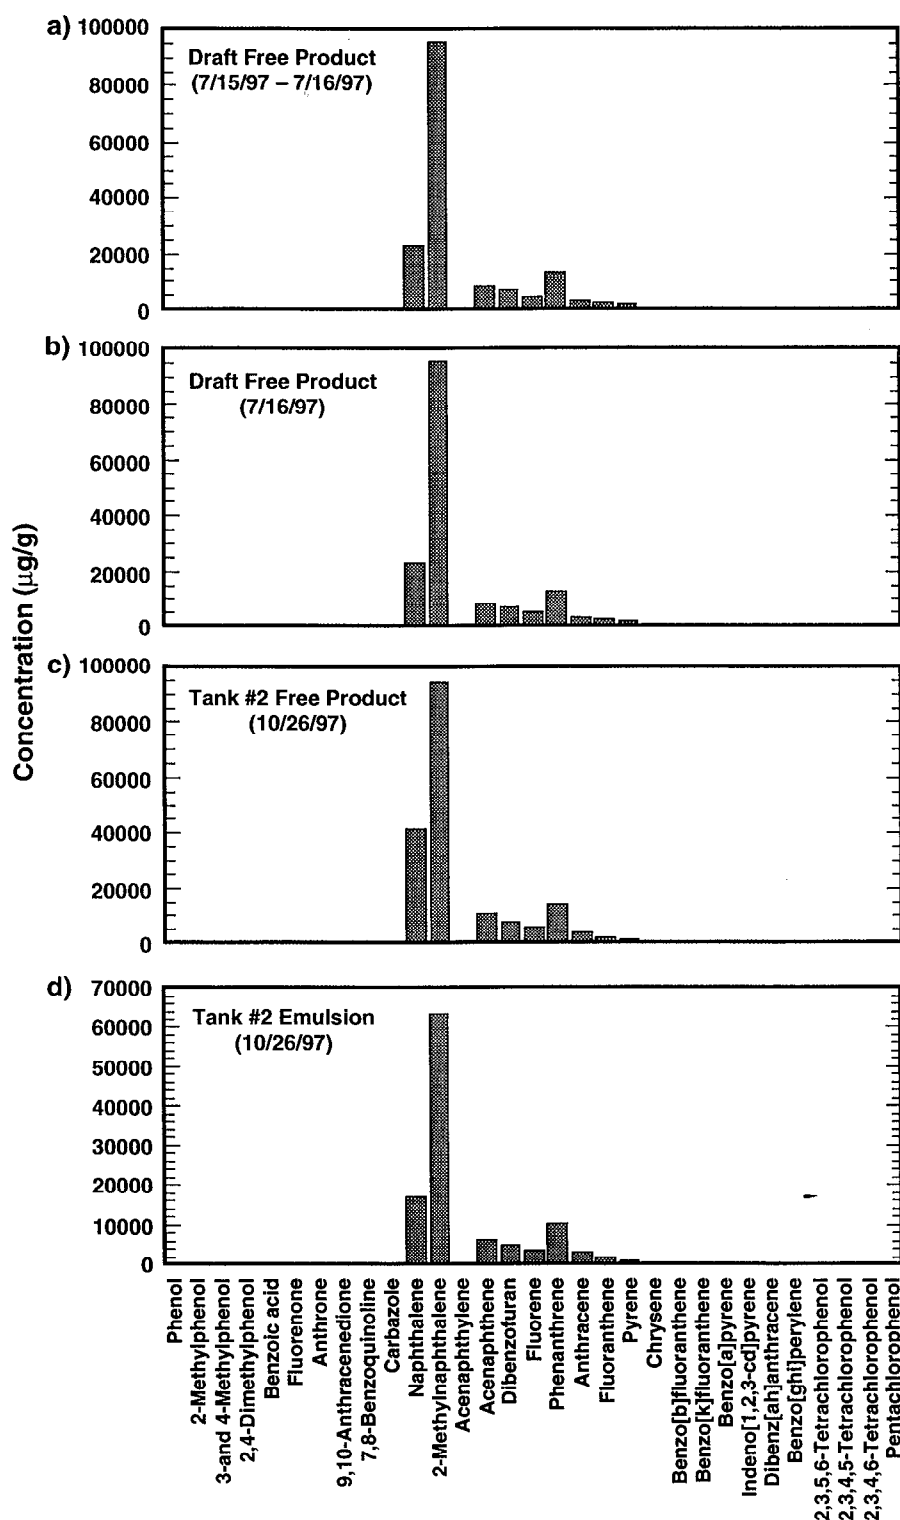 a) 100000
Draft Free Product
(7/15/97 – 7/16/97)
80000
60000
40000
20000
0
b) 100000
Draft Free Product
(7/16/97)
80000
60000
40000
20000
0
Concentration (μg/g)
c) 100000
Tank #2 Free Product
(10/26/97)
80000
60000
40000
20000
0
d) 70000
Tank #2 Emulsion
(10/26/97)
60000
50000
40000
30000
20000
10000
0
Phenol
2-Methylphenol
3-and 4-Methylphenol
2,4-Dimethylphenol
Benzoic acid
Fluorenone
Anthrone
9,10-Anthracenedione
7,8-Benzoquinoline
Carbazole
Naphthalene
2-Methylnaphthalene
Acenaphthylene
Acenaphthene
Dibenzofuran
Fluorene
Phenanthrene
Anthracene
Fluoranthene
Pyrene
Chrysene
Benzo[b]fluoranthene
Benzo[k]fluoranthene
Benzo[a]pyrene
Indeno[1,2,3-cd]pyrene
Dibenz[ah]anthracene
Benzo[ghi]perylene
2,3,5,6-Tetrachlorophenol
2,3,4,5-Tetrachlorophenol
2,3,4,6-Tetrachlorophenol
Pentachlorophenol